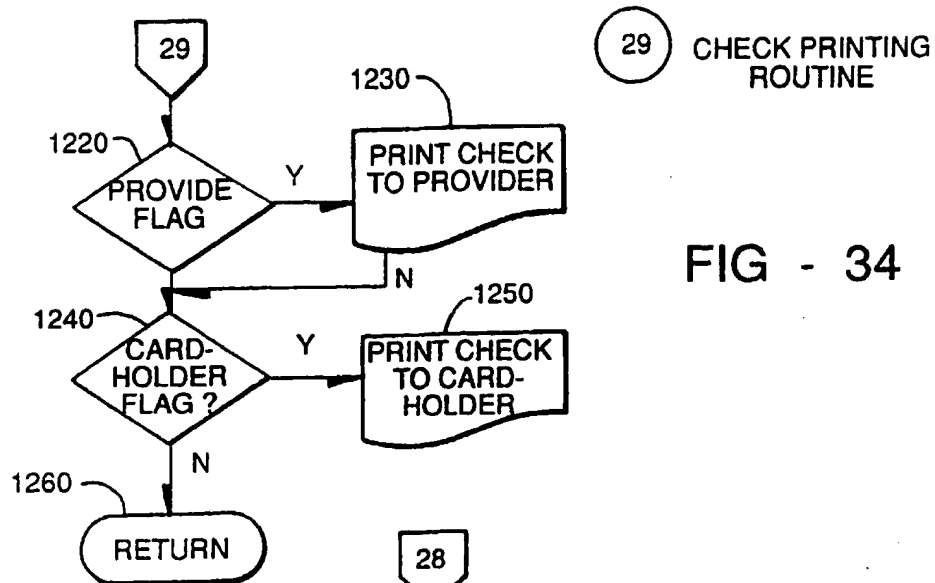 29
29
CHECK PRINTING
ROUTINE
1230
1220
PROVIDE
FLAG
Y
PRINT CHECK
TO PROVIDER
N
FIG - 34
1240
1250
CARD-
HOLDER
FLAG ?
Y
PRINT CHECK
TO CARD-
HOLDER
N
1260
RETURN
28